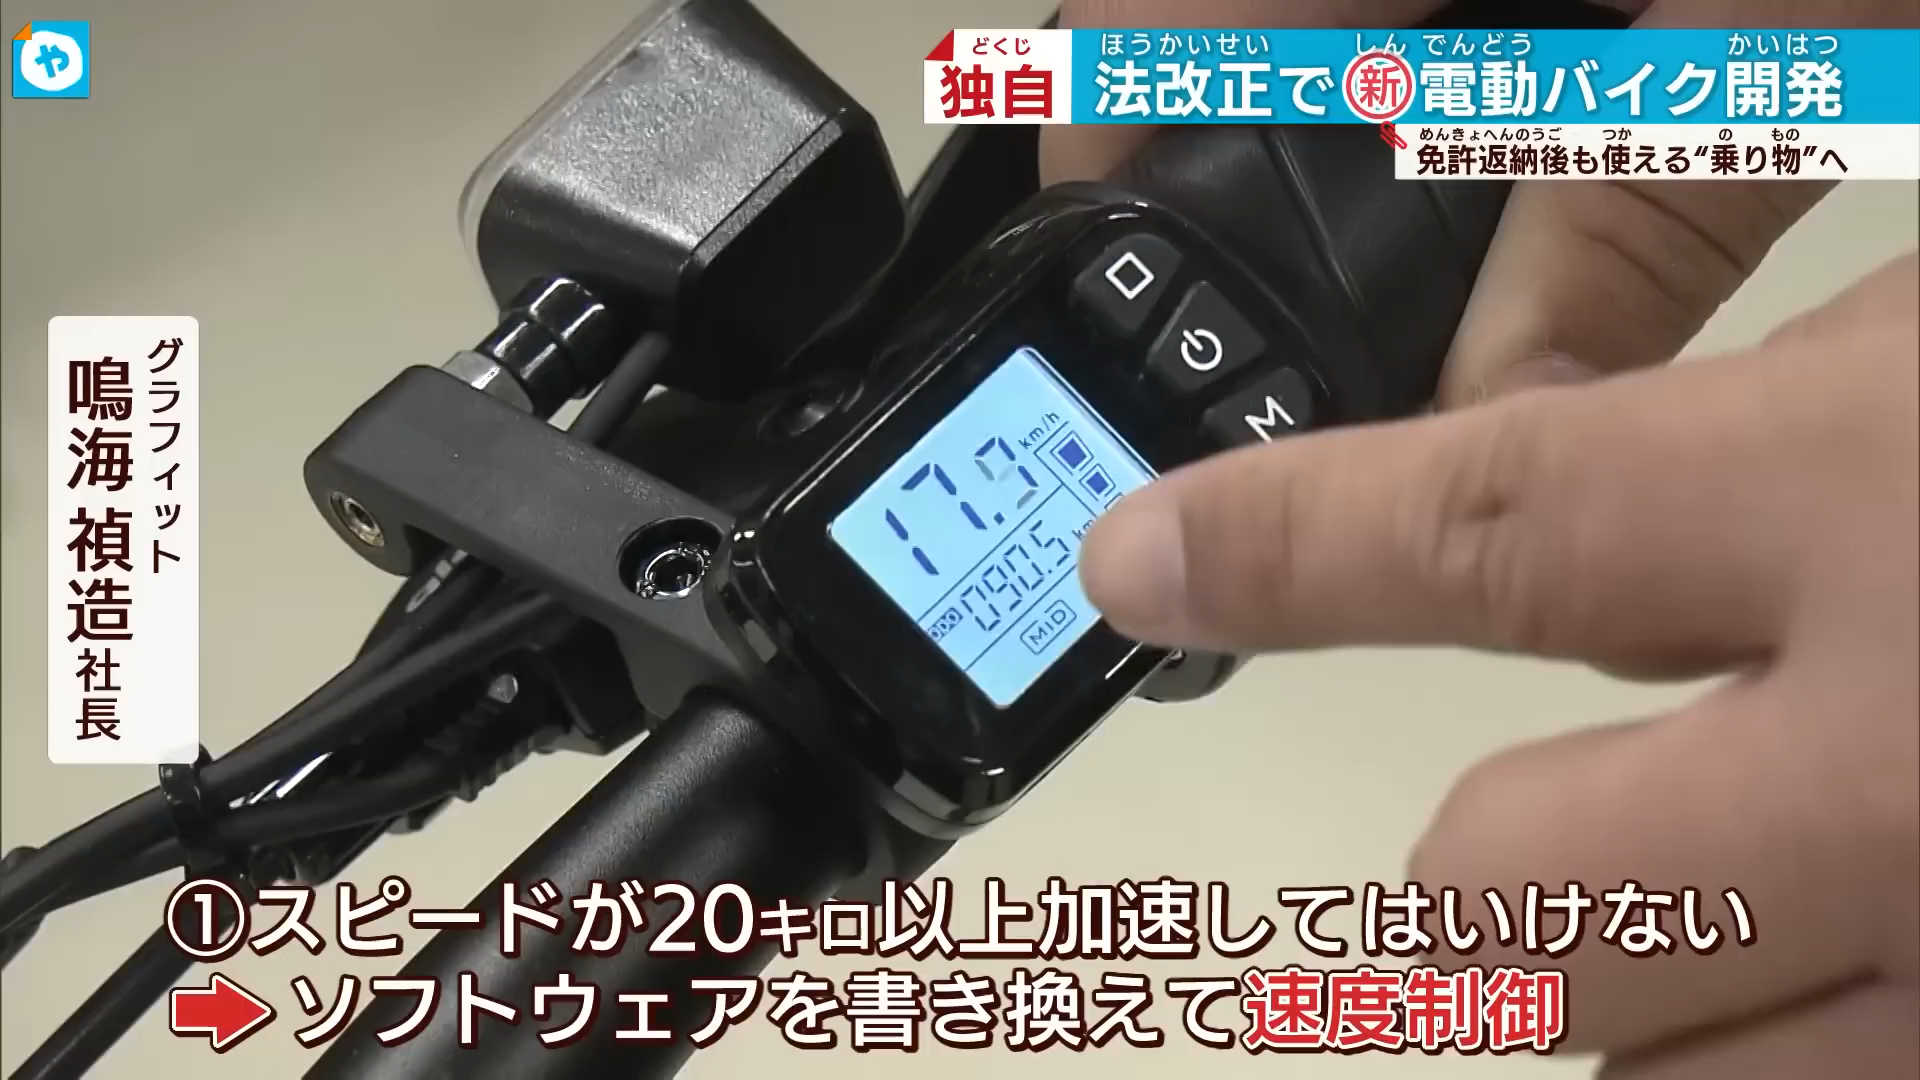 や
どくじ
独自
ほうかいせい しん でんどう かいはつ
法改正で新電動バイク開発
めんきょへんのうご つか の もの
免許返納後も使える“乗り物”へ
グラフィット
鳴海 禎造 社長
M
17.9 km/h
ODO 090.5 km
MID
①スピードが20キロ以上加速してはいけない
➡ソフトウェアを書き換えて速度制御